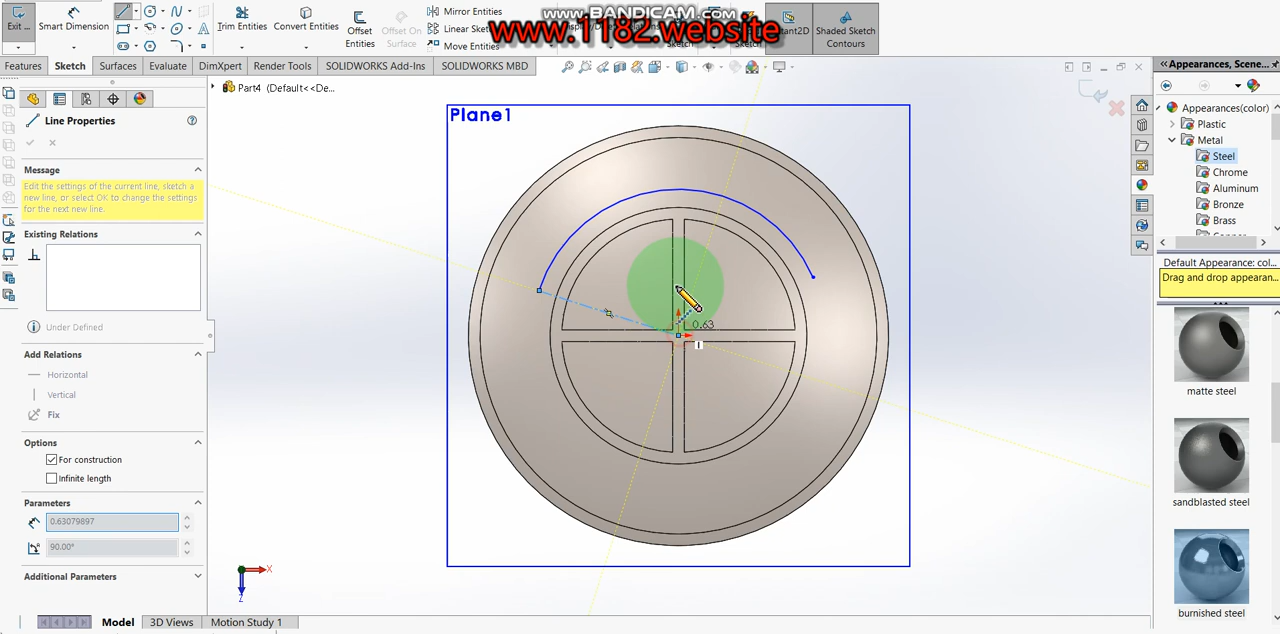 www.BANDICAM.com
www.1182.website
Exit ...
Smart Dimension
Trim Entities
Convert Entities
Offset
Entities
Offset On
Surface
Mirror Entities
Linear Sketch
Move Entities
Instant2D
Shaded Sketch
Contours
Features
Sketch
Surfaces
Evaluate
DimXpert
Render Tools
SOLIDWORKS Add-Ins
SOLIDWORKS MBD
Part4 (Default<<De...
Line Properties
Message
Edit the settings of the current line, sketch a
new line, or select OK to change the settings
for the next new line.
Existing Relations
Under Defined
Add Relations
Horizontal
Vertical
Fix
Options
For construction
Infinite length
Parameters
0.63079897
90.00°
Additional Parameters
Plane1
0.63
X
Z
Model
3D Views
Motion Study 1
Appearances, Scene...
Appearances(color)
Plastic
Metal
Steel
Chrome
Aluminum
Bronze
Brass
Default Appearance: col...
Drag and drop appearan...
matte steel
sandblasted steel
burnished steel